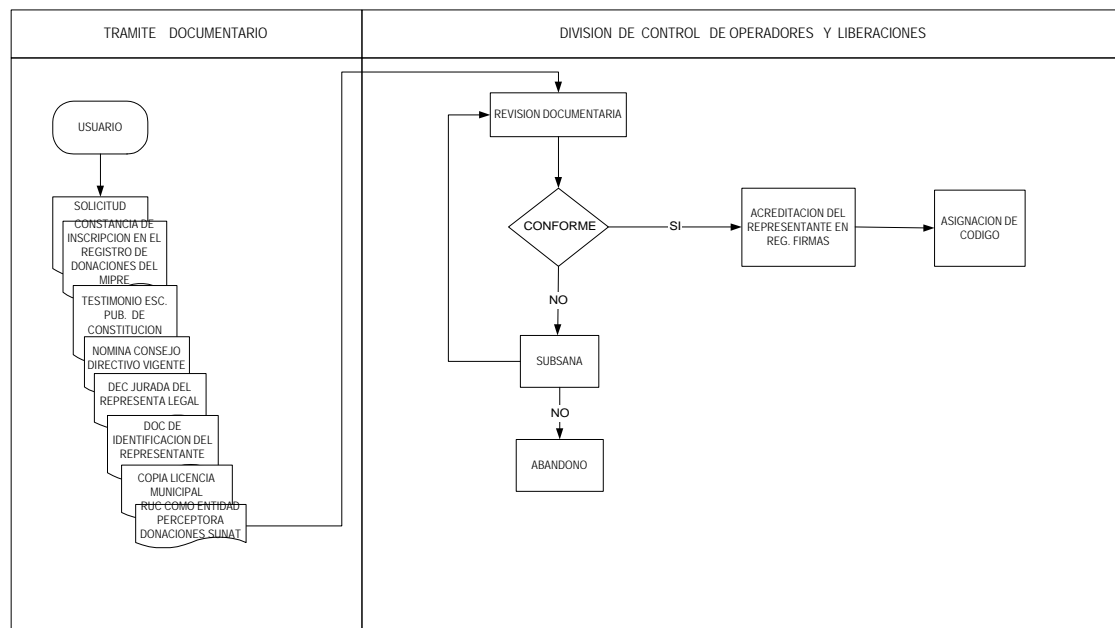 TRAMITE DOCUMENTARIO
DIVISION DE CONTROL DE OPERADORES Y LIBERACIONES
USUARIO
SOLICITUD
CONSTANCIA DE
INSCRIPCION EN EL
REGISTRO DE
DONACIONES DEL
MIPRE
TESTIMONIO ESC.
PUB. DE
CONSTITUCION
NOMINA CONSEJO
DIRECTIVO VIGENTE
DEC JURADA DEL
REPRESENTA LEGAL
DOC DE
IDENTIFICACION DEL
REPRESENTANTE
COPIA LICENCIA
MUNICIPAL
RUC COMO ENTIDAD
PERCEPTORA
DONACIONES SUNAT
REVISION DOCUMENTARIA
CONFORME
SI
ACREDITACION DEL
REPRESENTANTE EN
REG. FIRMAS
ASIGNACION DE
CODIGO
NO
SUBSANA
NO
ABANDONO